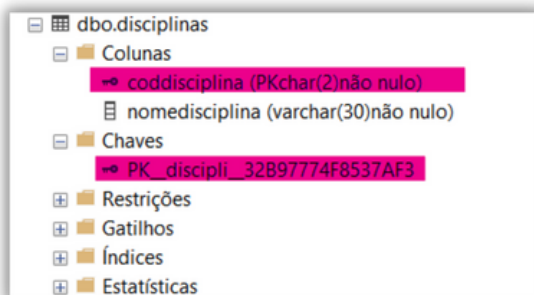 dbo.disciplinas
Colunas
coddisciplina (PKchar(2)não nulo)
nomedisciplina (varchar(30)não nulo)
Chaves
PK__discipli__32B97774F8537AF3
Restrições
Gatilhos
Índices
Estatísticas